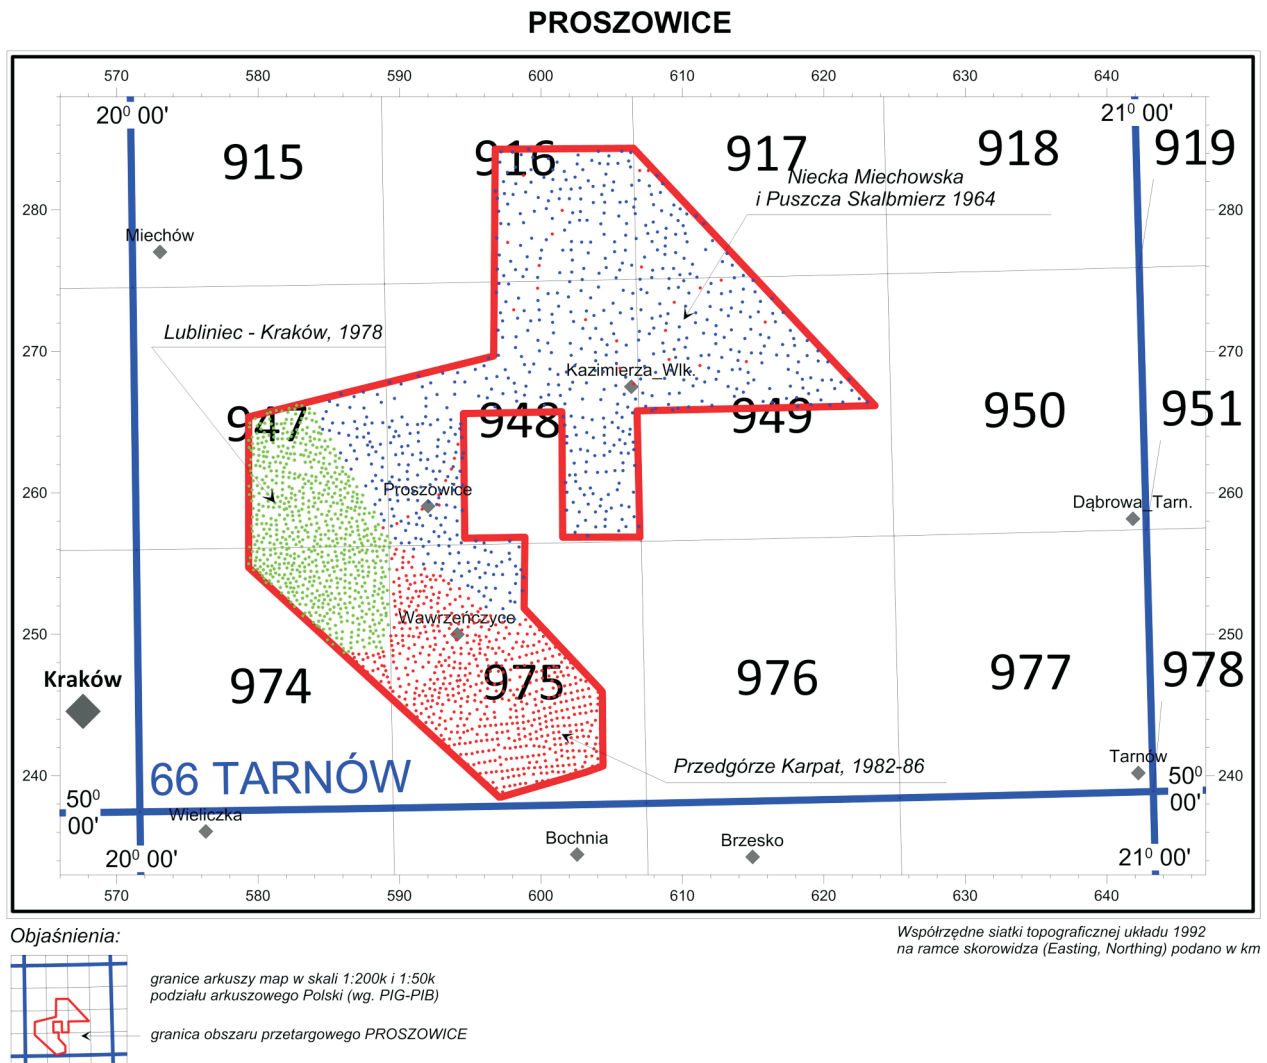 PROSZOWICE
570 580 590 600 610 620 630 640
20⁰ 00' 21⁰ 00'
915 916 917 918 919
Niecka Miechowska
i Puszcza Skalbmierz 1964
280 280
Miechów
Lubliniec - Kraków, 1978
270 270
Kazimierza_Wlk.
947 948 949 950 951
Proszowice
260 260
Dąbrowa_Tarn.
Wawrzeńczyce
250 250
Kraków
974 975 976 977 978
Tarnów
Przedgórze Karpat, 1982-86
66 TARNÓW
240 240
50⁰
00'
50⁰
00'
Wieliczka
Bochnia
Brzesko
20⁰ 00' 21⁰ 00'
570 580 590 600 610 620 630 640
Objaśnienia:
Współrzędne siatki topograficznej układu 1992
na ramce skorowidza (Easting, Northing) podano w km
granice arkuszy map w skali 1:200k i 1:50k
podziału arkuszowego Polski (wg. PIG-PIB)
granica obszaru przetargowego PROSZOWICE